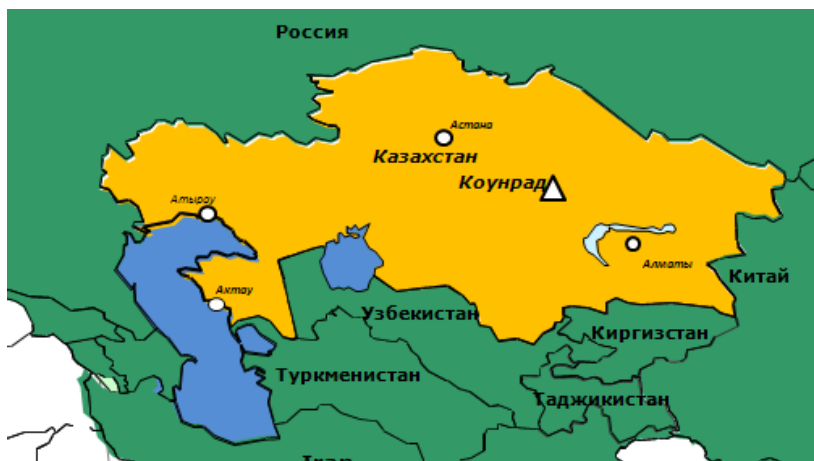 Россия
Астана
Казахстан
Коунрад
Атырау
Алматы
Китай
Актау
Узбекистан
Киргизстан
Туркменистан
Таджикистан